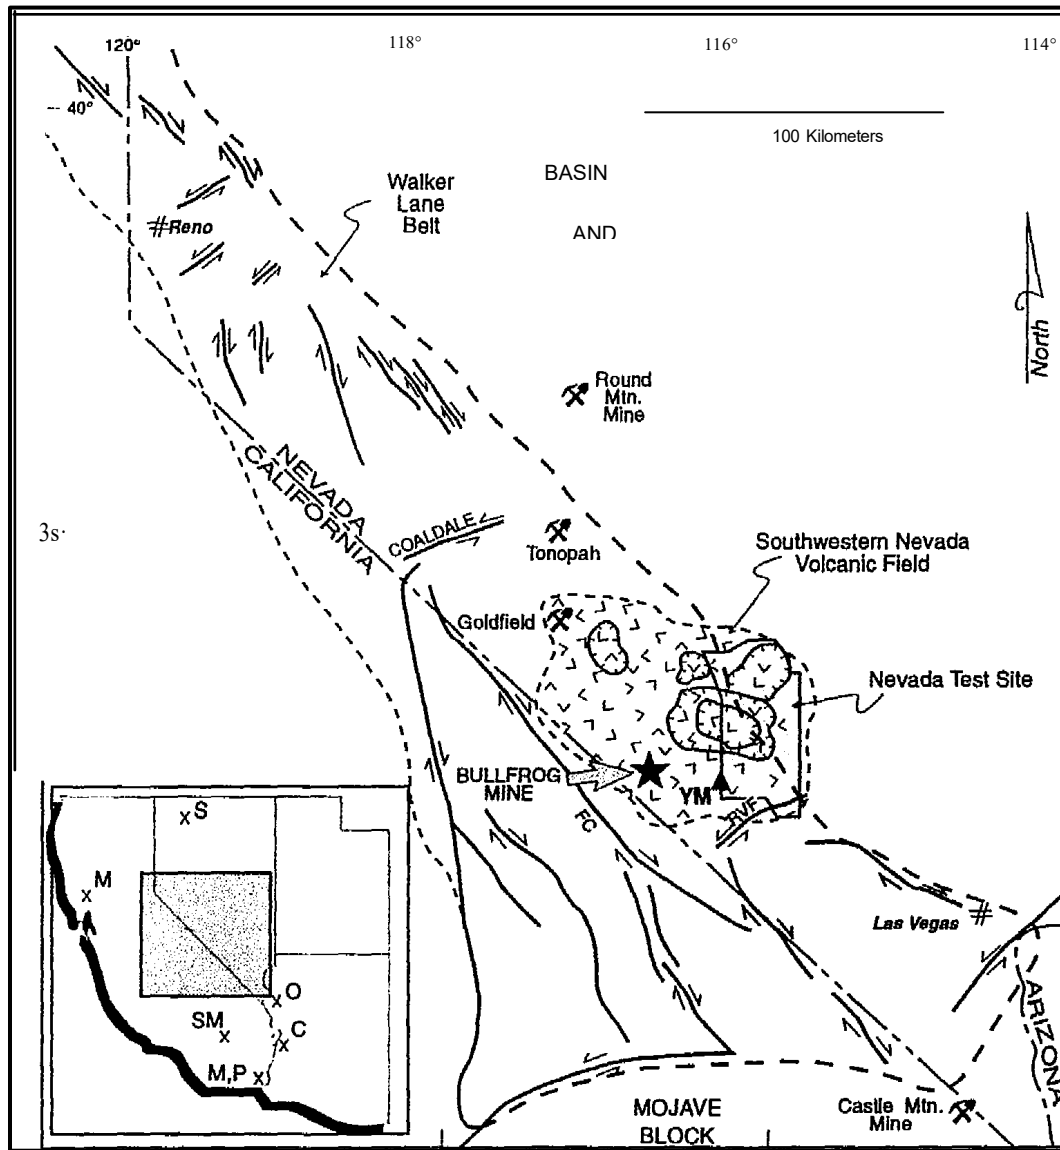 120°
118°
116°
114°
-- 40°
100 Kilometers
BASIN
AND
Walker
Lane
Belt
#Reno
North
Round
Mtn.
Mine
NEVADA
CALIFORNIA
3s·
COALDALE
Tonopah
Southwestern Nevada
Volcanic Field
Goldfield
Nevada Test Site
BULLFROG
MINE
YM
FC
RVF
Las Vegas #
ARIZONA
S
M
O
SM
C
M,P
MOJAVE
BLOCK
Castle Mtn.
Mine